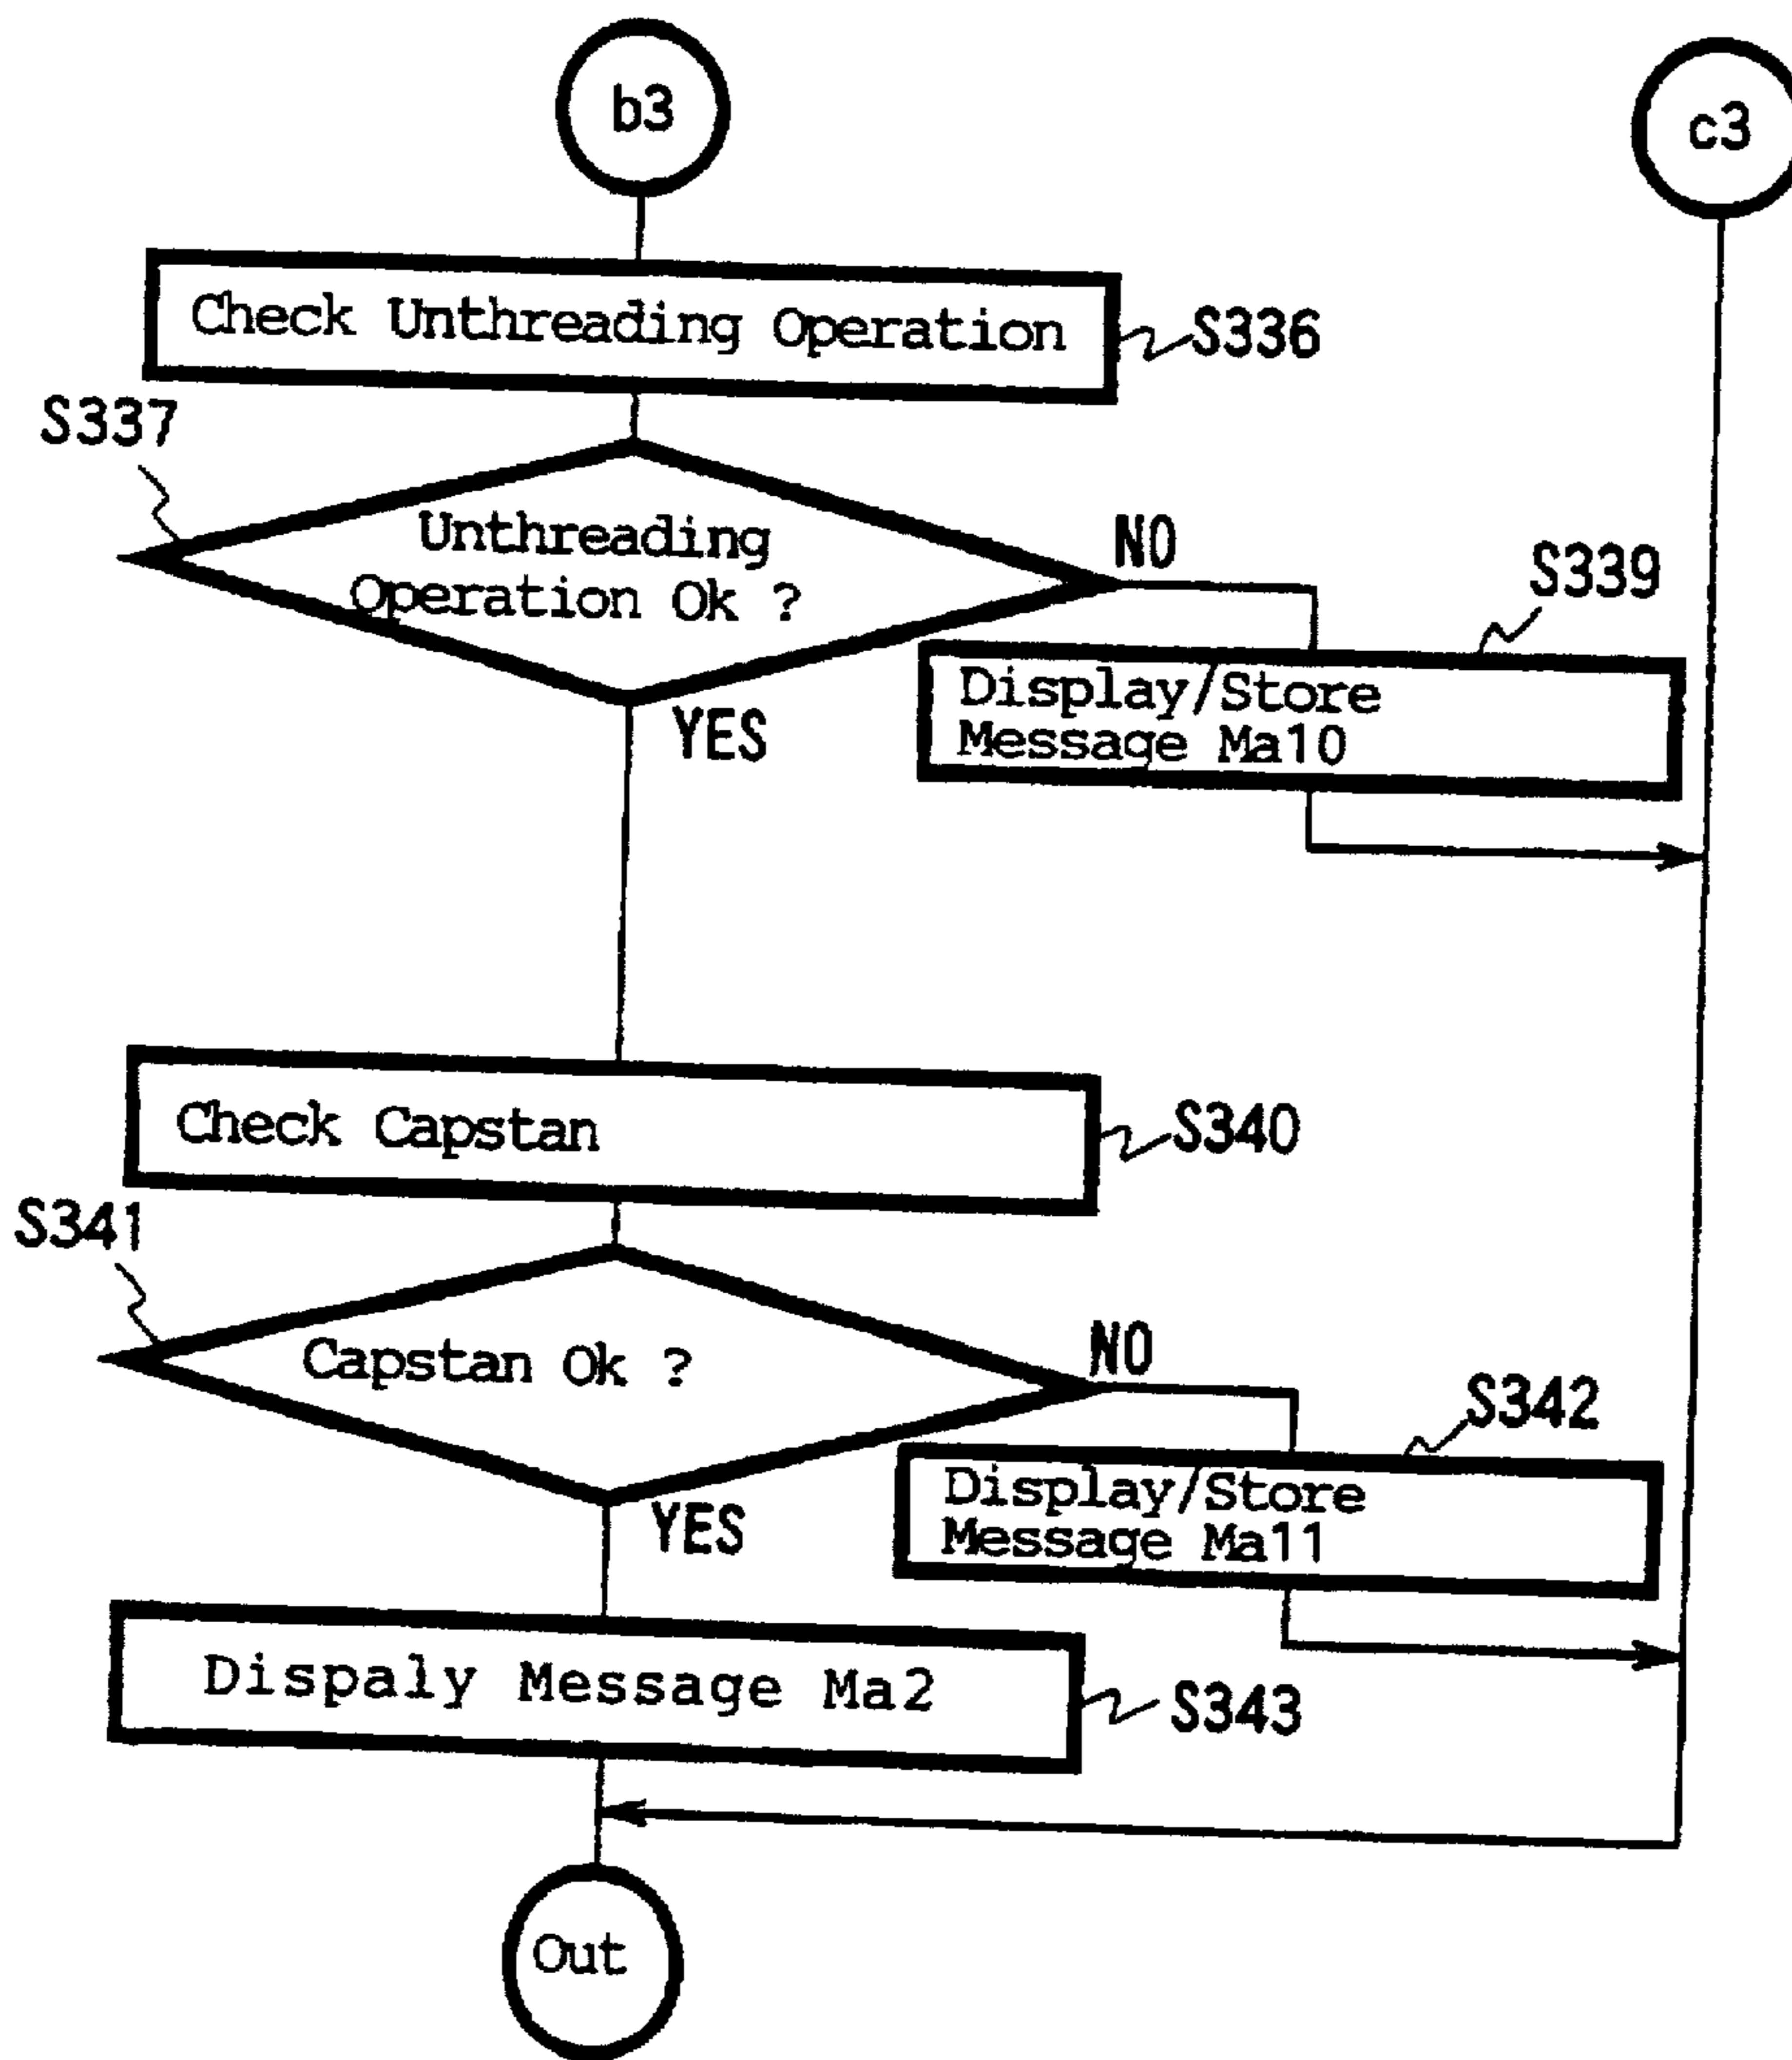 b3
c3
Check Unthreading Operation
S336
S337
Unthreading
Operation Ok ?
NO
S339
Display/Store
Message Ma10
YES
Check Capstan
S340
S341
Capstan Ok ?
NO
S342
Display/Store
Message Ma11
YES
Dispaly Message Ma2
S343
Out